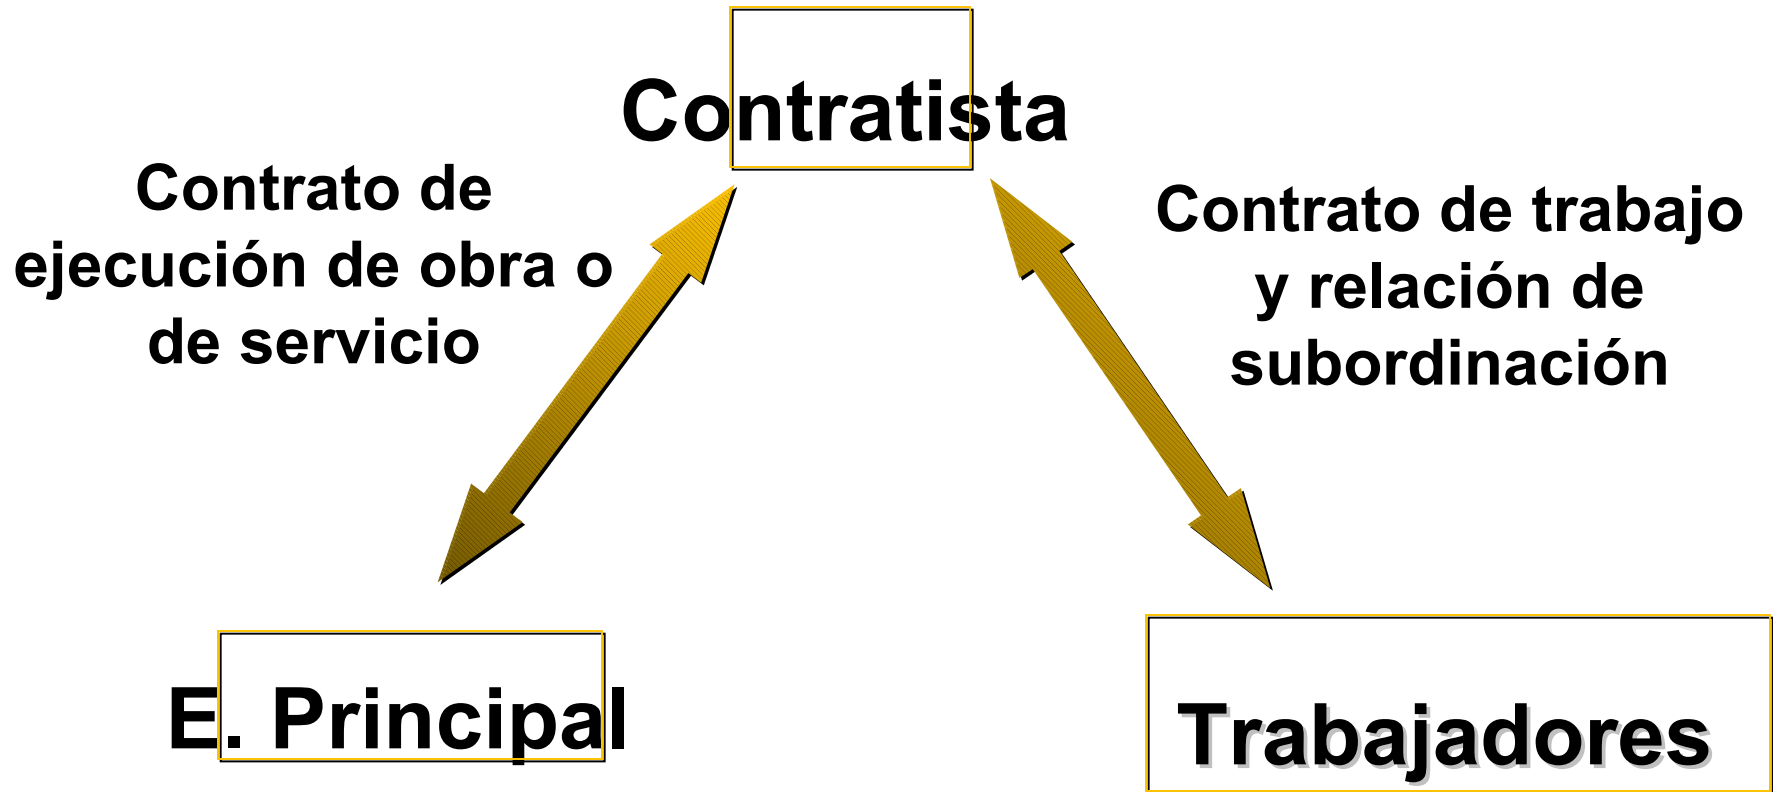 Contratista
Contrato de
ejecución de obra o
de servicio
Contrato de trabajo
y relación de
subordinación
E. Principal
Trabajadores